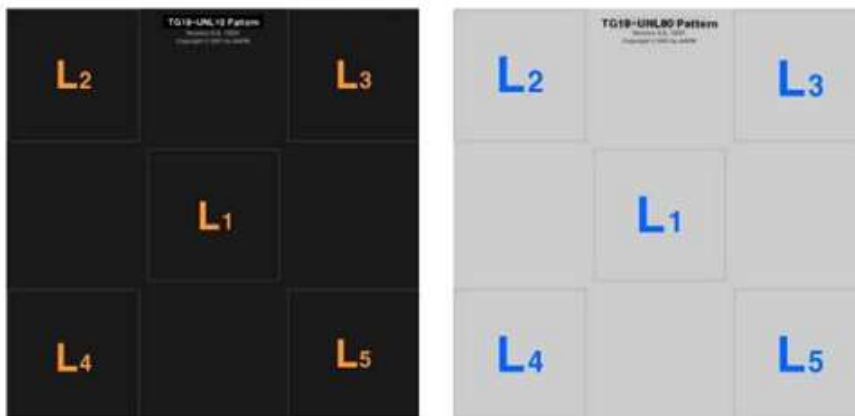 TG18-UNL10 Pattern
L2
L3
L1
L4
L5
TG18-UNL80 Pattern
L2
L3
L1
L4
L5